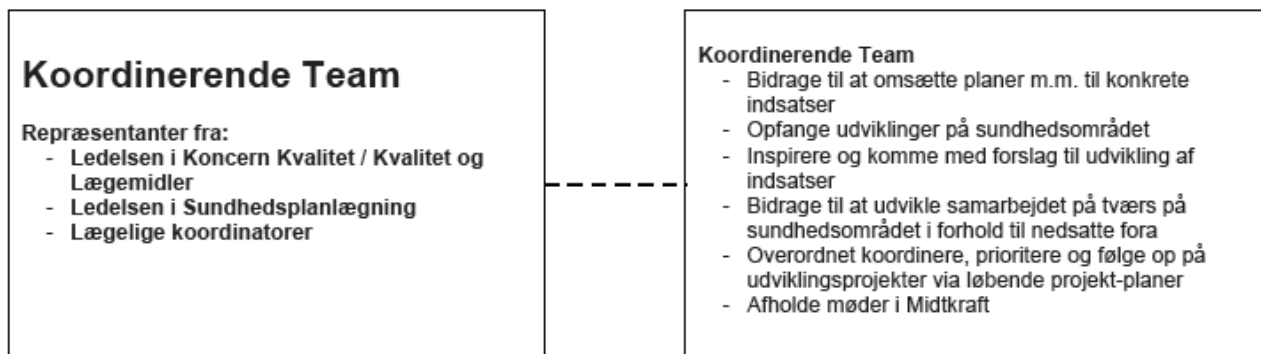 Koordinerende Team
Repræsentanter fra:
- Ledelsen i Koncern Kvalitet / Kvalitet og
Lægemidler
- Ledelsen i Sundhedsplanlægning
- Lægelige koordinatorer
Koordinerende Team
- Bidrage til at omsætte planer m.m. til konkrete
indsatser
- Opfange udviklinger på sundhedsområdet
- Inspirere og komme med forslag til udvikling af
indsatser
- Bidrage til at udvikle samarbejdet på tværs på
sundhedsområdet i forhold til nedsatte fora
- Overordnet koordinere, prioritere og følge op på
udviklingsprojekter via løbende projekt-planer
- Afholde møder i Midtkraft